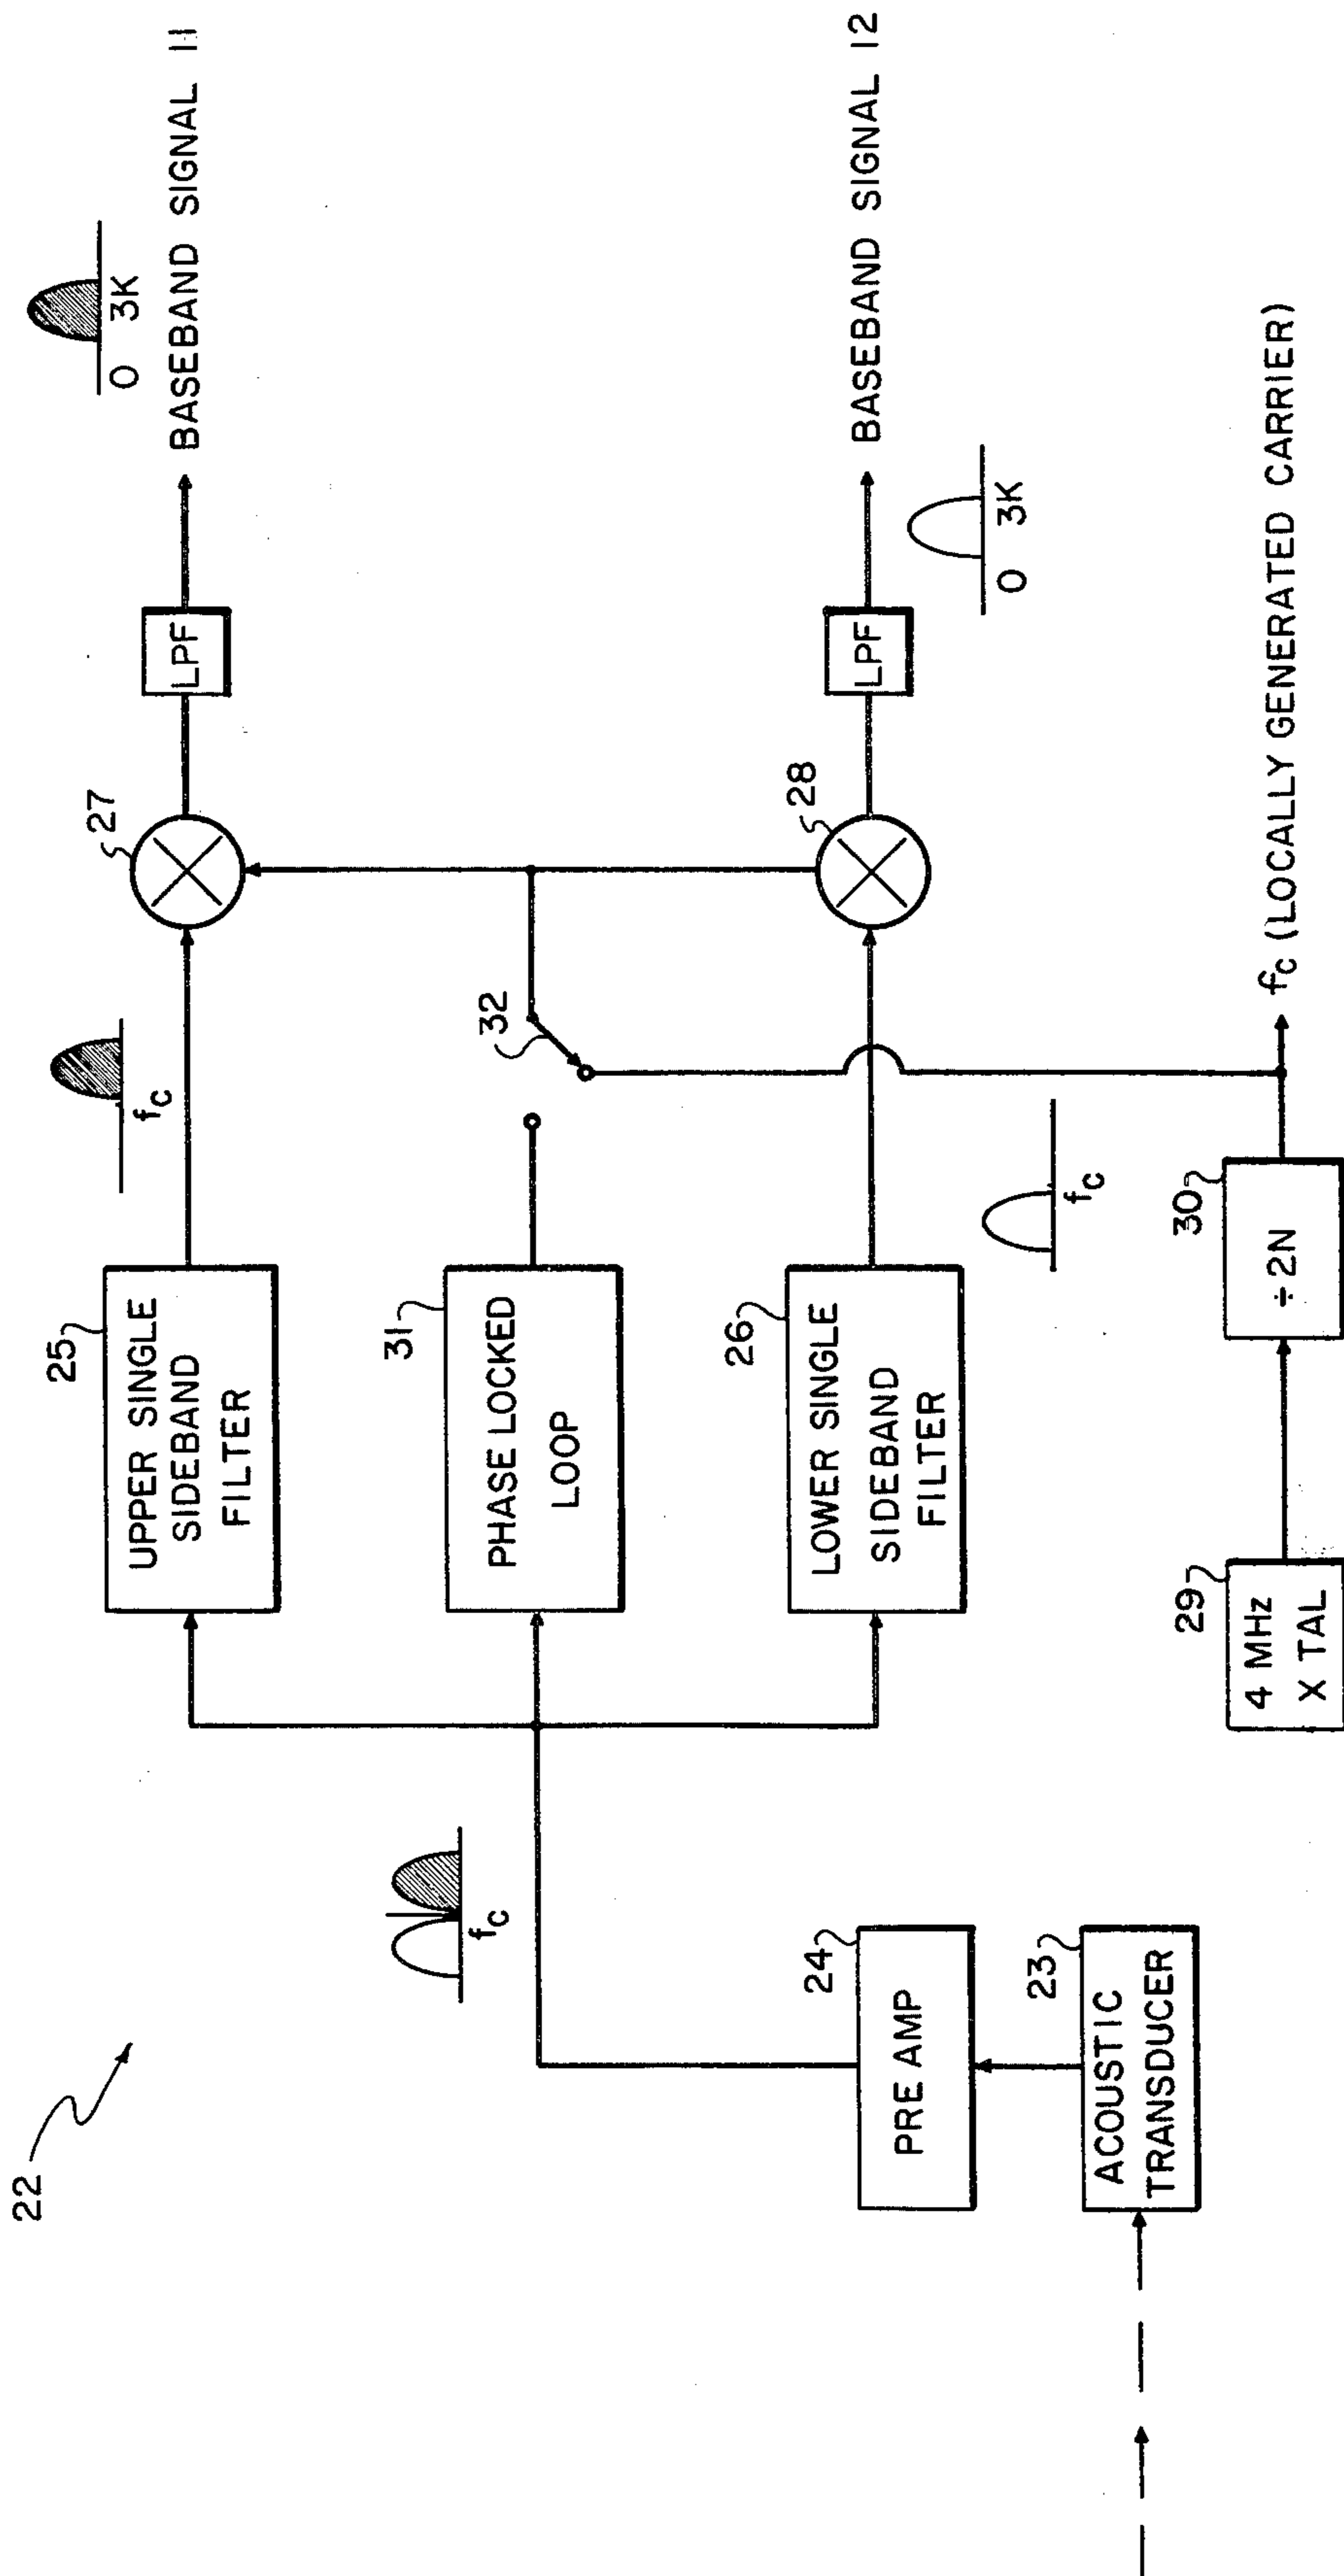 22
f_c
25
UPPER SINGLE
SIDEBAND
FILTER
f_c
27
LPF
0 3K
BASEBAND SIGNAL 11
31
PHASE LOCKED
LOOP
32
24
PRE AMP
23
ACOUSTIC
TRANSDUCER
26
LOWER SINGLE
SIDEBAND
FILTER
f_c
28
LPF
0 3K
BASEBAND SIGNAL 12
29
4 MHz
X TAL
30
÷ 2N
f_c (LOCALLY GENERATED CARRIER)